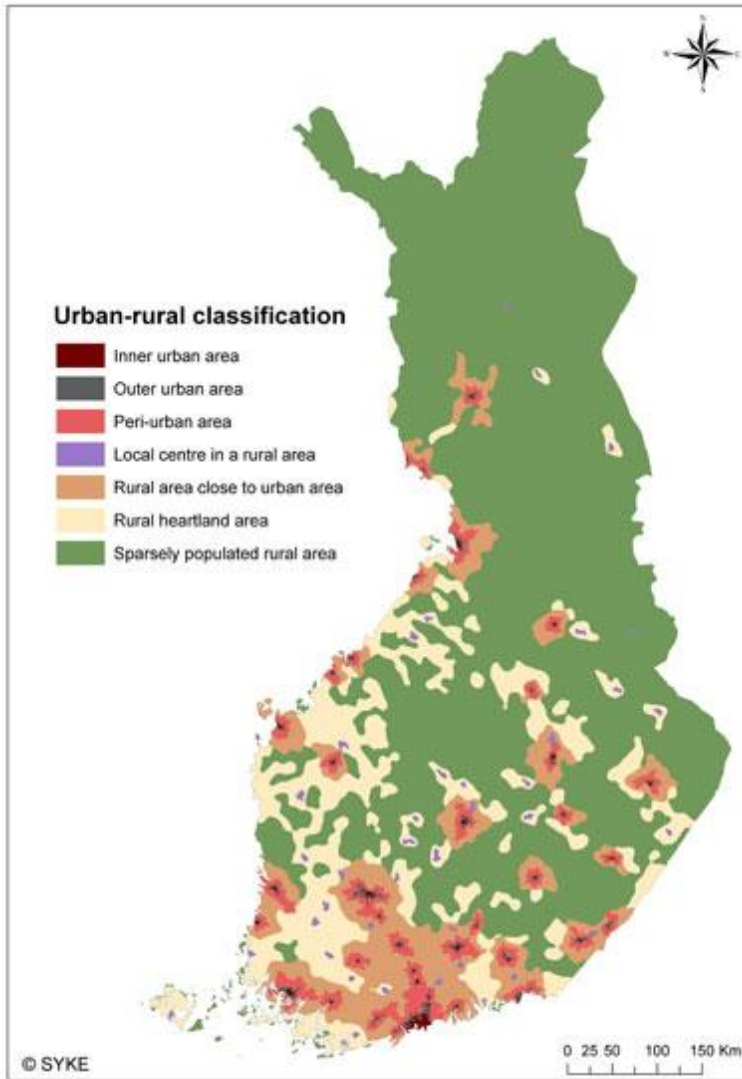 N
Urban-rural classification
Inner urban area
Outer urban area
Peri-urban area
Local centre in a rural area
Rural area close to urban area
Rural heartland area
Sparsely populated rural area
© SYKE
0 25 50 100 150 Km